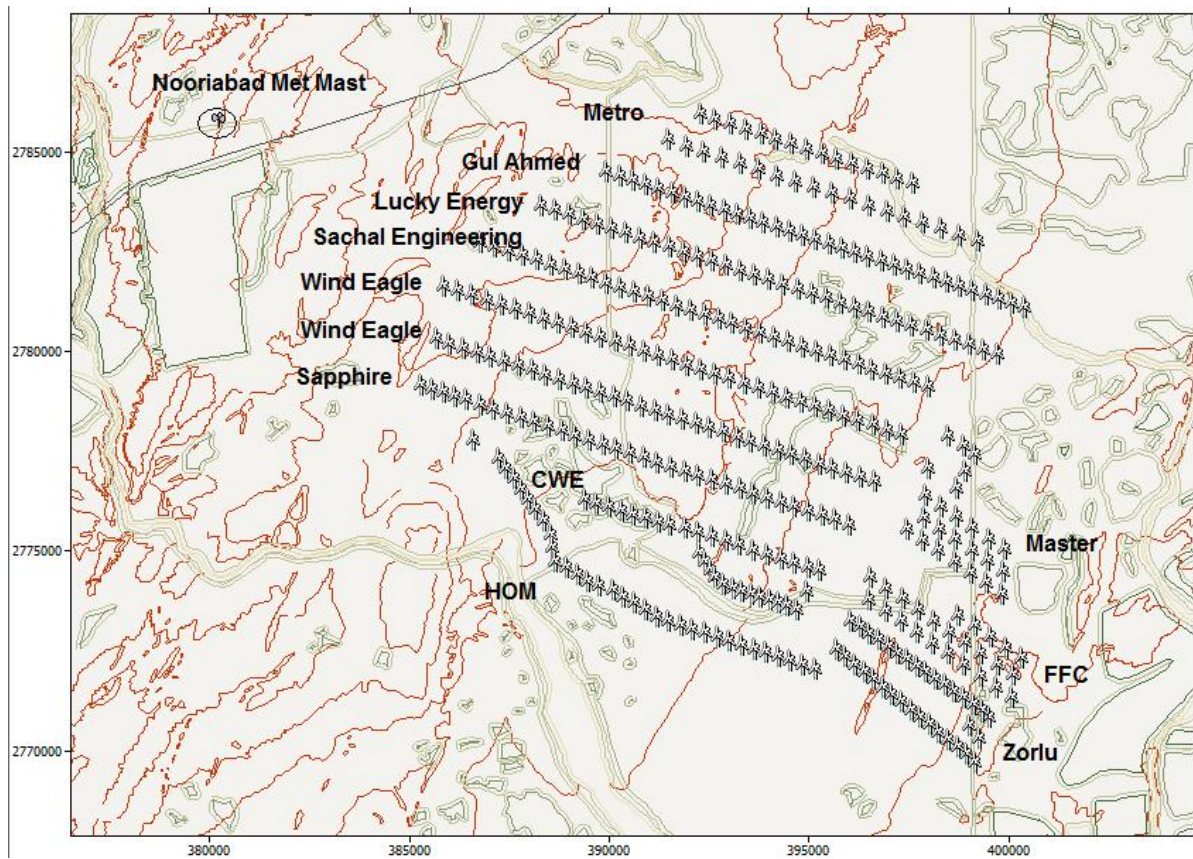 Nooriabad Met Mast
Metro
2785000
Gul Ahmed
Lucky Energy
Sachal Engineering
Wind Eagle
Wind Eagle
2780000
Sapphire
CWE
2775000
Master
HOM
FFC
2770000
Zorlu
380000 385000 390000 395000 400000